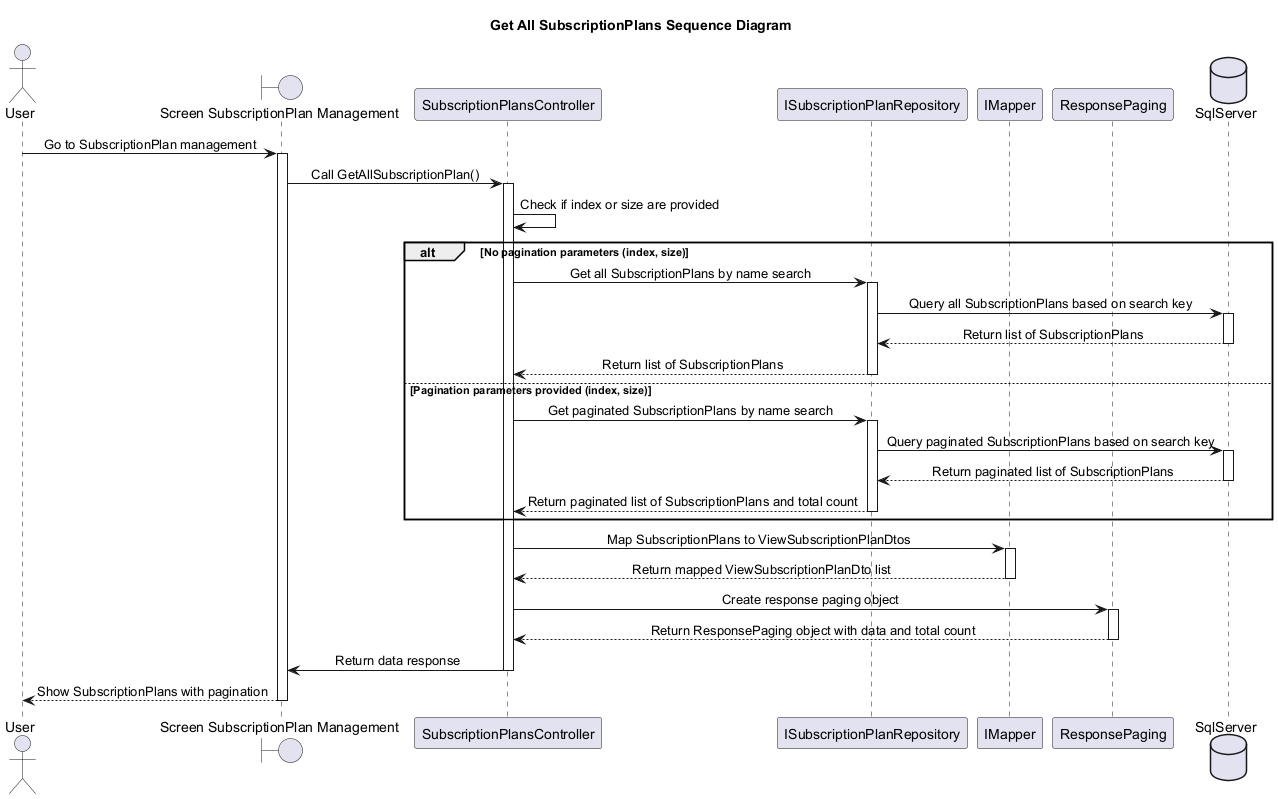 Get All SubscriptionPlans Sequence Diagram
User
Screen SubscriptionPlan Management
SubscriptionPlansController
ISubscriptionPlanRepository
IMapper
ResponsePaging
SqlServer
Go to SubscriptionPlan management
Call GetAllSubscriptionPlan()
Check if index or size are provided
alt
[No pagination parameters (index, size)]
Get all SubscriptionPlans by name search
Query all SubscriptionPlans based on search key
Return list of SubscriptionPlans
Return list of SubscriptionPlans
[Pagination parameters provided (index, size)]
Get paginated SubscriptionPlans by name search
Query paginated SubscriptionPlans based on search key
Return paginated list of SubscriptionPlans
Return paginated list of SubscriptionPlans and total count
Map SubscriptionPlans to ViewSubscriptionPlanDtos
Return mapped ViewSubscriptionPlanDto list
Create response paging object
Return ResponsePaging object with data and total count
Return data response
Show SubscriptionPlans with pagination
User
Screen SubscriptionPlan Management
SubscriptionPlansController
ISubscriptionPlanRepository
IMapper
ResponsePaging
SqlServer